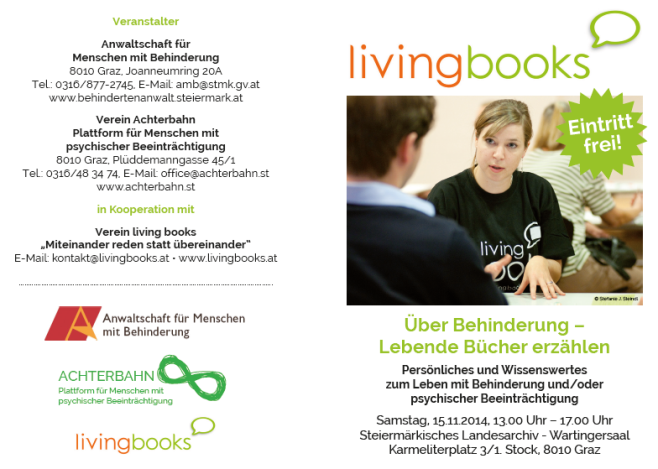 Veranstalter
Anwaltschaft für
Menschen mit Behinderung
8010 Graz, Joanneumring 20A
Tel.: 0316/877-2745, E-Mail: amb@stmk.gv.at
www.behindertenanwalt.steiermark.at
Verein Achterbahn
Plattform für Menschen mit
psychischer Beeinträchtigung
8010 Graz, Plüddemanngasse 45/1
Tel.: 0316/48 34 74, E-Mail: office@achterbahn.st
www.achterbahn.st
in Kooperation mit
Verein living books
„Miteinander reden statt übereinander“
E-Mail: kontakt@livingbooks.at • www.livingbooks.at
Anwaltschaft für Menschen
mit Behinderung
ACHTERBAHN
Plattform für Menschen mit
psychischer Beeinträchtigung
livingbooks
livingbooks
Eintritt
frei!
living
Über Behinderung –
Lebende Bücher erzählen
Persönliches und Wissenswertes
zum Leben mit Behinderung und/oder
psychischer Beeinträchtigung
Samstag, 15.11.2014, 13.00 Uhr – 17.00 Uhr
Steiermärkisches Landesarchiv - Wartingersaal
Karmeliterplatz 3/1. Stock, 8010 Graz